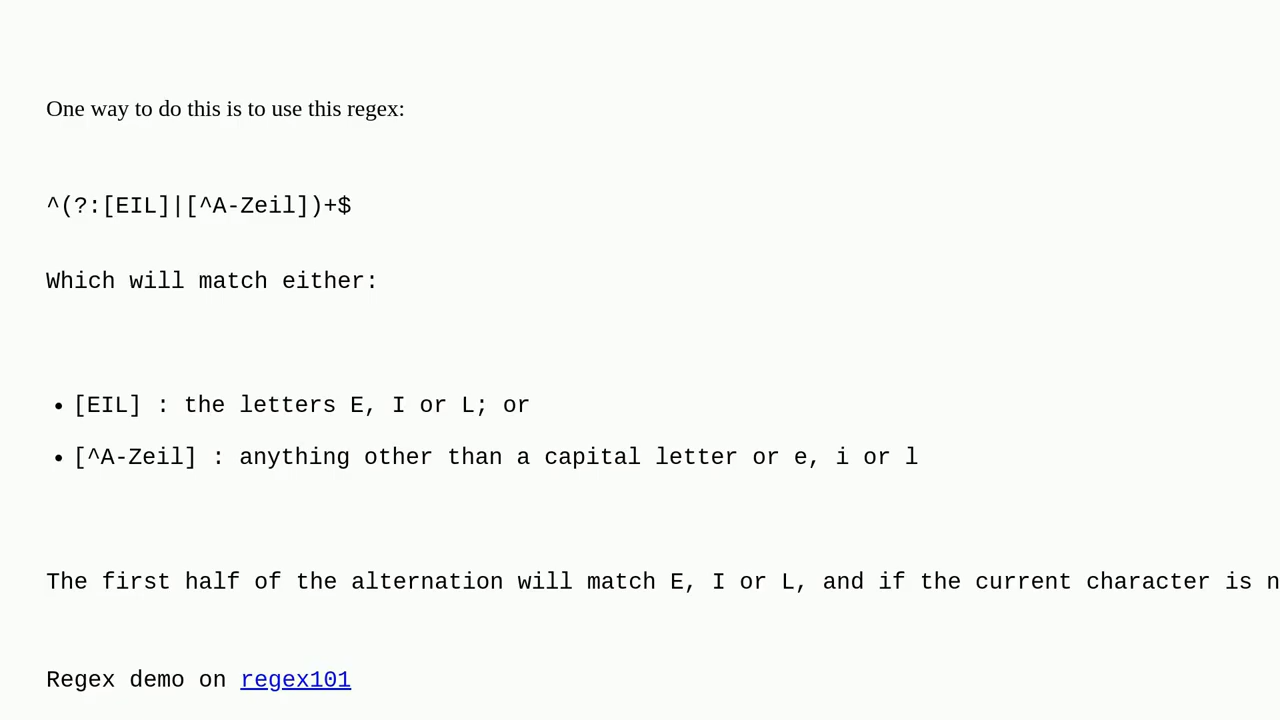 One way to do this is to use this regex:
^(?:[EIL]|[^A-Zeil])+$
Which will match either:
• [EIL] : the letters E, I or L; or
• [^A-Zeil] : anything other than a capital letter or e, i or l
The first half of the alternation will match E, I or L, and if the current character is
Regex demo on regex101